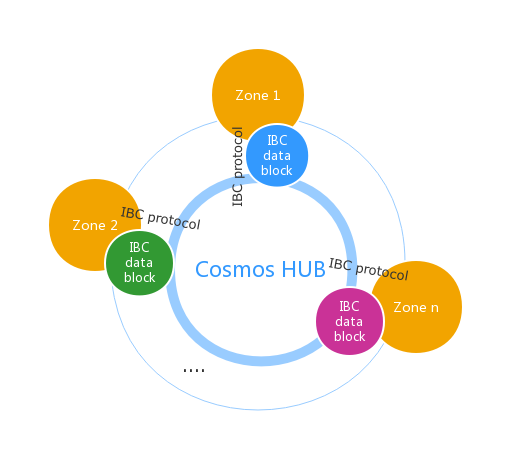 Zone 1
IBC protocol
IBC
data
block
Zone 2
IBC protocol
IBC
data
block
Cosmos HUB
IBC protocol
IBC
data
block
Zone n
....